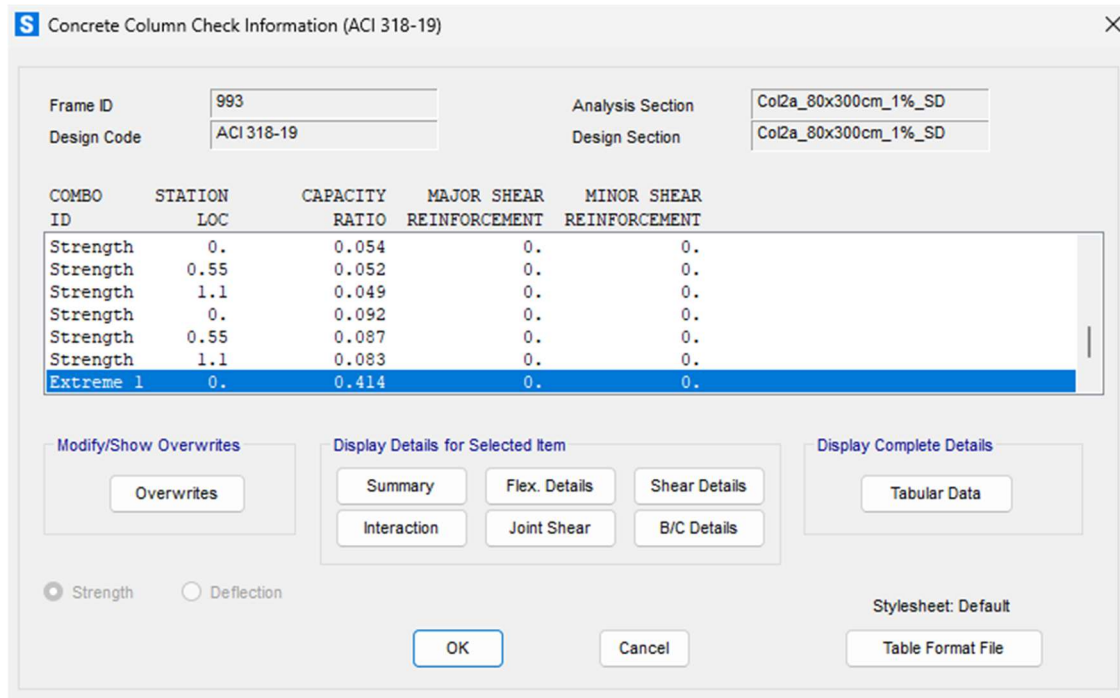 S Concrete Column Check Information (ACI 318-19)
Frame ID 993 Analysis Section Col2a_80x300cm_1%_SD
Design Code ACI 318-19 Design Section Col2a_80x300cm_1%_SD
COMBO STATION CAPACITY MAJOR SHEAR MINOR SHEAR
ID LOC RATIO REINFORCEMENT REINFORCEMENT
Strength 0. 0.054 0. 0.
Strength 0.55 0.052 0. 0.
Strength 1.1 0.049 0. 0.
Strength 0. 0.092 0. 0.
Strength 0.55 0.087 0. 0.
Strength 1.1 0.083 0. 0.
Extreme 1 0. 0.414 0. 0.
Modify/Show Overwrites Display Details for Selected Item Display Complete Details
Overwrites Summary Flex. Details Shear Details Tabular Data
Interaction Joint Shear B/C Details
Strength Deflection
Stylesheet: Default
OK Cancel Table Format File